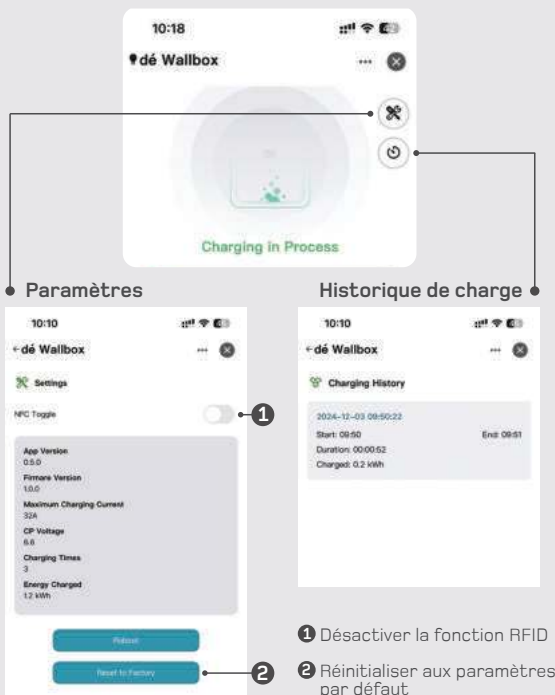 10:18
dé Wallbox
Charging in Process
Paramètres
10:10
dé Wallbox
Settings
NFC Toggle
1
App Version
0.5.0
Firmare Version
1.0.0
Maximum Charging Current
32A
CP Voltage
6.6
Charging Times
3
Energy Charged
1.2 kWh
Reboot
Reset to Factory
2
Historique de charge
10:10
dé Wallbox
Charging History
2024-12-03 09:50:22
Start: 09:50 End: 09:51
Duration: 00:00:52
Charged: 0.2 kWh
1 Désactiver la fonction RFID
2 Réinitialiser aux paramètres
par défaut